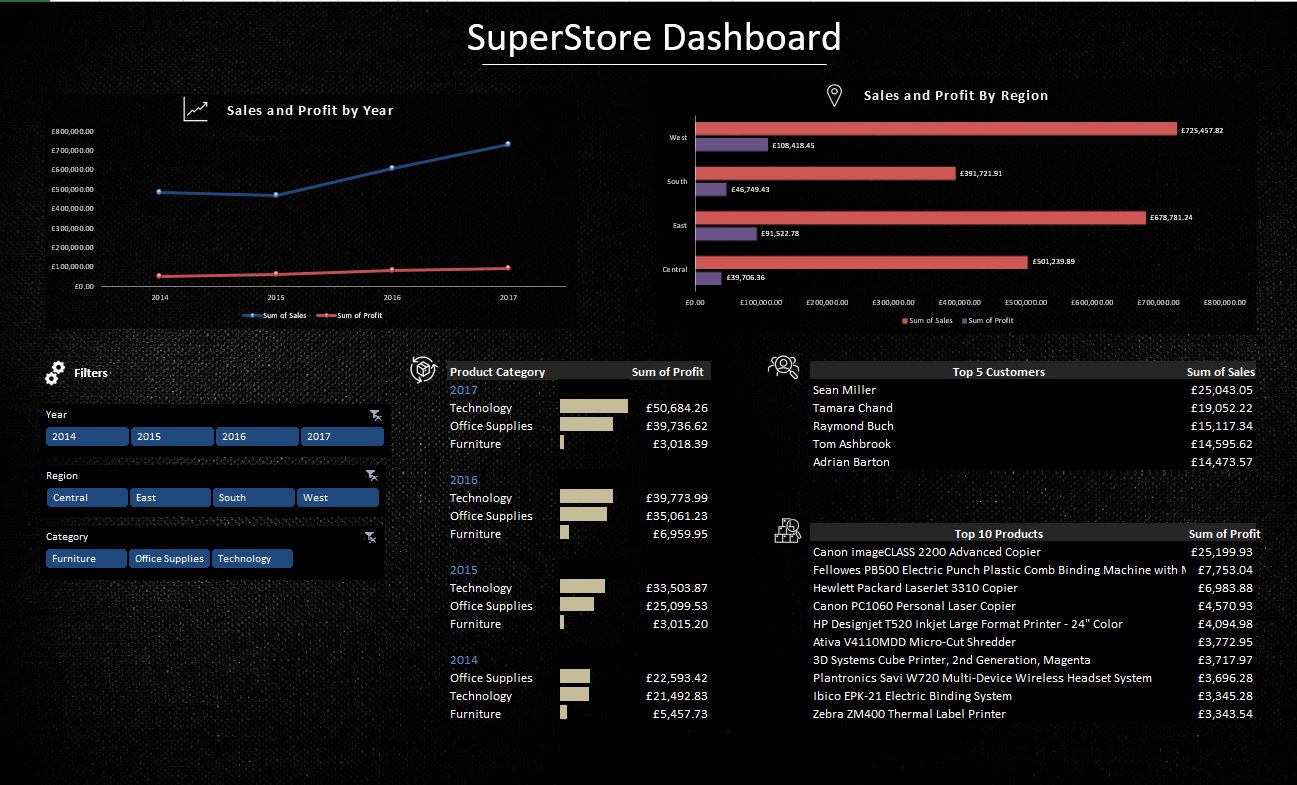 SuperStore Dashboard
Sales and Profit by Year
£800,000.00
£700,000.00
£600,000.00
£500,000.00
£400,000.00
£300,000.00
£200,000.00
£100,000.00
£0.00
2014 2015 2016 2017
Sum of Sales Sum of Profit
Sales and Profit By Region
West £725,457.82
£108,418.45
South £391,721.91
£46,749.43
East £678,781.24
£91,522.78
Central £501,239.89
£39,706.36
£0.00 £100,000.00 £200,000.00 £300,000.00 £400,000.00 £500,000.00 £600,000.00 £700,000.00 £800,000.00
Sum of Sales Sum of Profit
Filters
Year
2014 2015 2016 2017
Region
Central East South West
Category
Furniture Office Supplies Technology
Product Category Sum of Profit
2017
Technology £50,684.26
Office Supplies £39,736.62
Furniture £3,018.39
2016
Technology £39,773.99
Office Supplies £35,061.23
Furniture £6,959.95
2015
Technology £33,503.87
Office Supplies £25,099.53
Furniture £3,015.20
2014
Office Supplies £22,593.42
Technology £21,492.83
Furniture £5,457.73
Top 5 Customers Sum of Sales
Sean Miller £25,043.05
Tamara Chand £19,052.22
Raymond Buch £15,117.34
Tom Ashbrook £14,595.62
Adrian Barton £14,473.57
Top 10 Products Sum of Profit
Canon imageCLASS 2200 Advanced Copier £25,199.93
Fellowes PB500 Electric Punch Plastic Comb Binding Machine with £7,753.04
Hewlett Packard LaserJet 3310 Copier £6,983.88
Canon PC1060 Personal Laser Copier £4,570.93
HP Designjet T520 Inkjet Large Format Printer - 24" Color £4,094.98
Ativa V4110MDD Micro-Cut Shredder £3,772.95
3D Systems Cube Printer, 2nd Generation, Magenta £3,717.97
Plantronics Savi W720 Multi-Device Wireless Headset System £3,696.28
Ibico EPK-21 Electric Binding System £3,345.28
Zebra ZM400 Thermal Label Printer £3,343.54